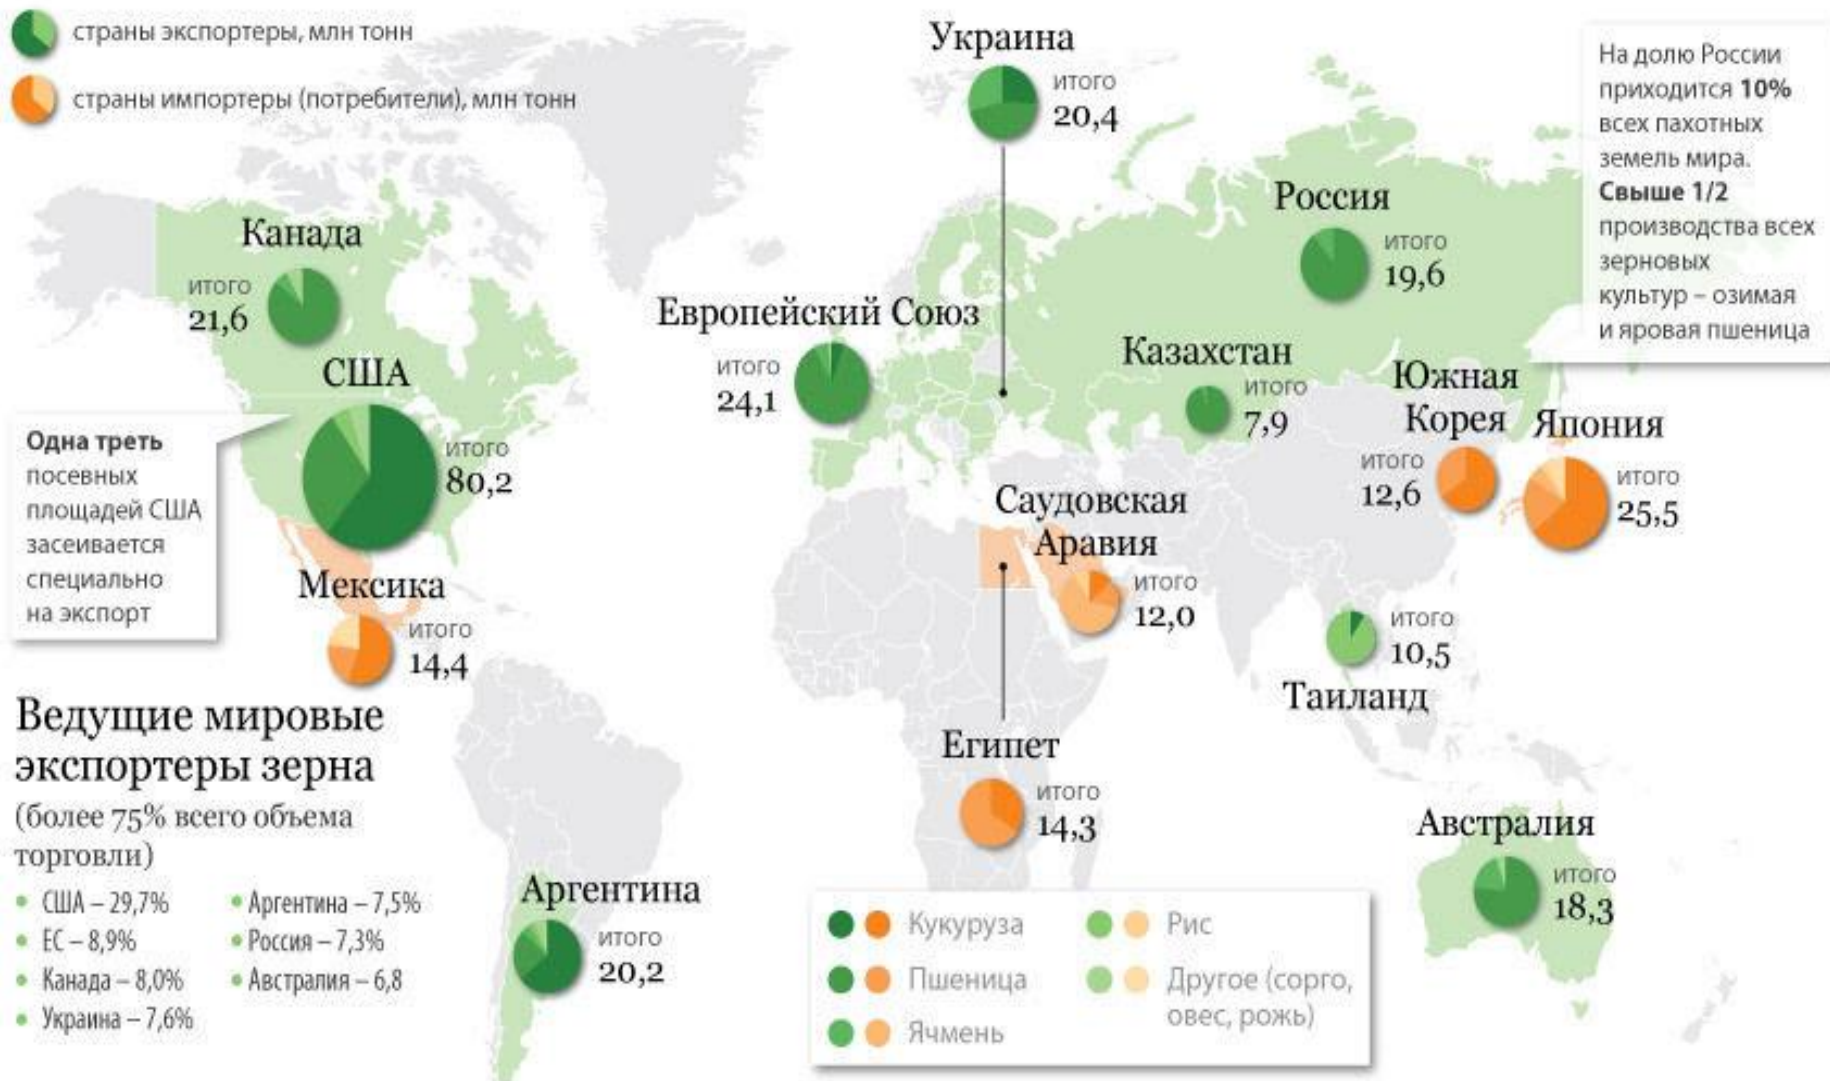 страны экспортеры, млн тонн
страны импортеры (потребители), млн тонн
Украина
итого
20,4
На долю России
приходится 10%
всех пахотных
земель мира.
Свыше 1/2
производства всех
зерновых
культур – озимая
и яровая пшеница
Россия
итого
19,6
Канада
итого
21,6
Европейский Союз
итого
24,1
Казахстан
итого
7,9
США
итого
80,2
Одна треть
посевных
площадей США
засеивается
специально
на экспорт
Южная
Корея
итого
12,6
Япония
итого
25,5
Саудовская
Аравия
итого
12,0
Мексика
итого
14,4
итого
10,5
Таиланд
Ведущие мировые
экспортеры зерна
(более 75% всего объема
торговли)
• США – 29,7%
• ЕС – 8,9%
• Канада – 8,0%
• Украина – 7,6%
• Аргентина – 7,5%
• Россия – 7,3%
• Австралия – 6,8
Египет
итого
14,3
Австралия
итого
18,3
Аргентина
итого
20,2
Кукуруза
Пшеница
Ячмень
Рис
Другое (сорго,
овес, рожь)